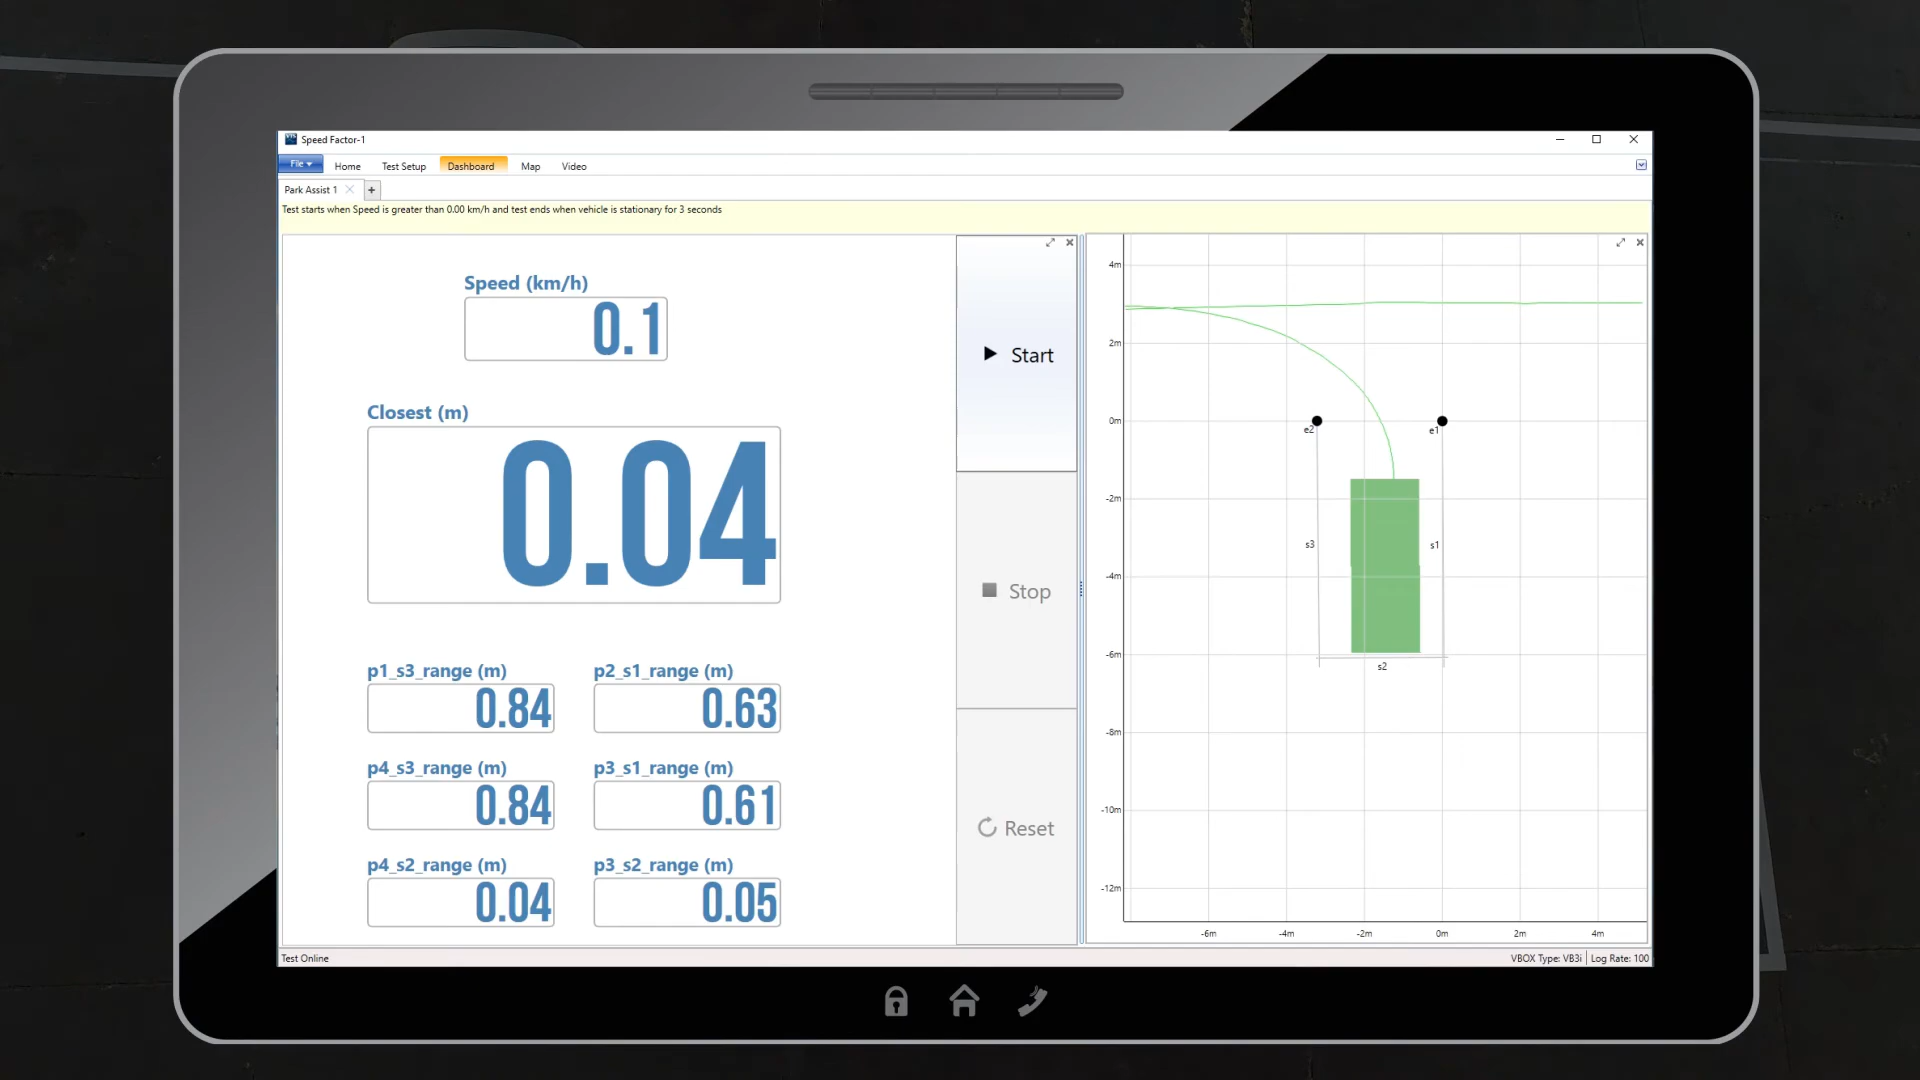 Speed Factor-1
File Home Test Setup Dashboard Map Video
Park Assist 1
Test starts when Speed is greater than 0.00 km/h and test ends when vehicle is stationary for 3 seconds
Speed (km/h)
0.1
Closest (m)
0.04
p1_s3_range (m) p2_s1_range (m)
0.84 0.63
p4_s3_range (m) p3_s1_range (m)
0.84 0.61
p4_s2_range (m) p3_s2_range (m)
0.04 0.05
Start
Stop
Reset
4m
2m
0m
-2m
-4m
-6m
-8m
-10m
-12m
e2 e1
s3 s1
s2
-6m -4m -2m 0m 2m 4m
Test Online
VBOX Type: VB3i Log Rate: 100